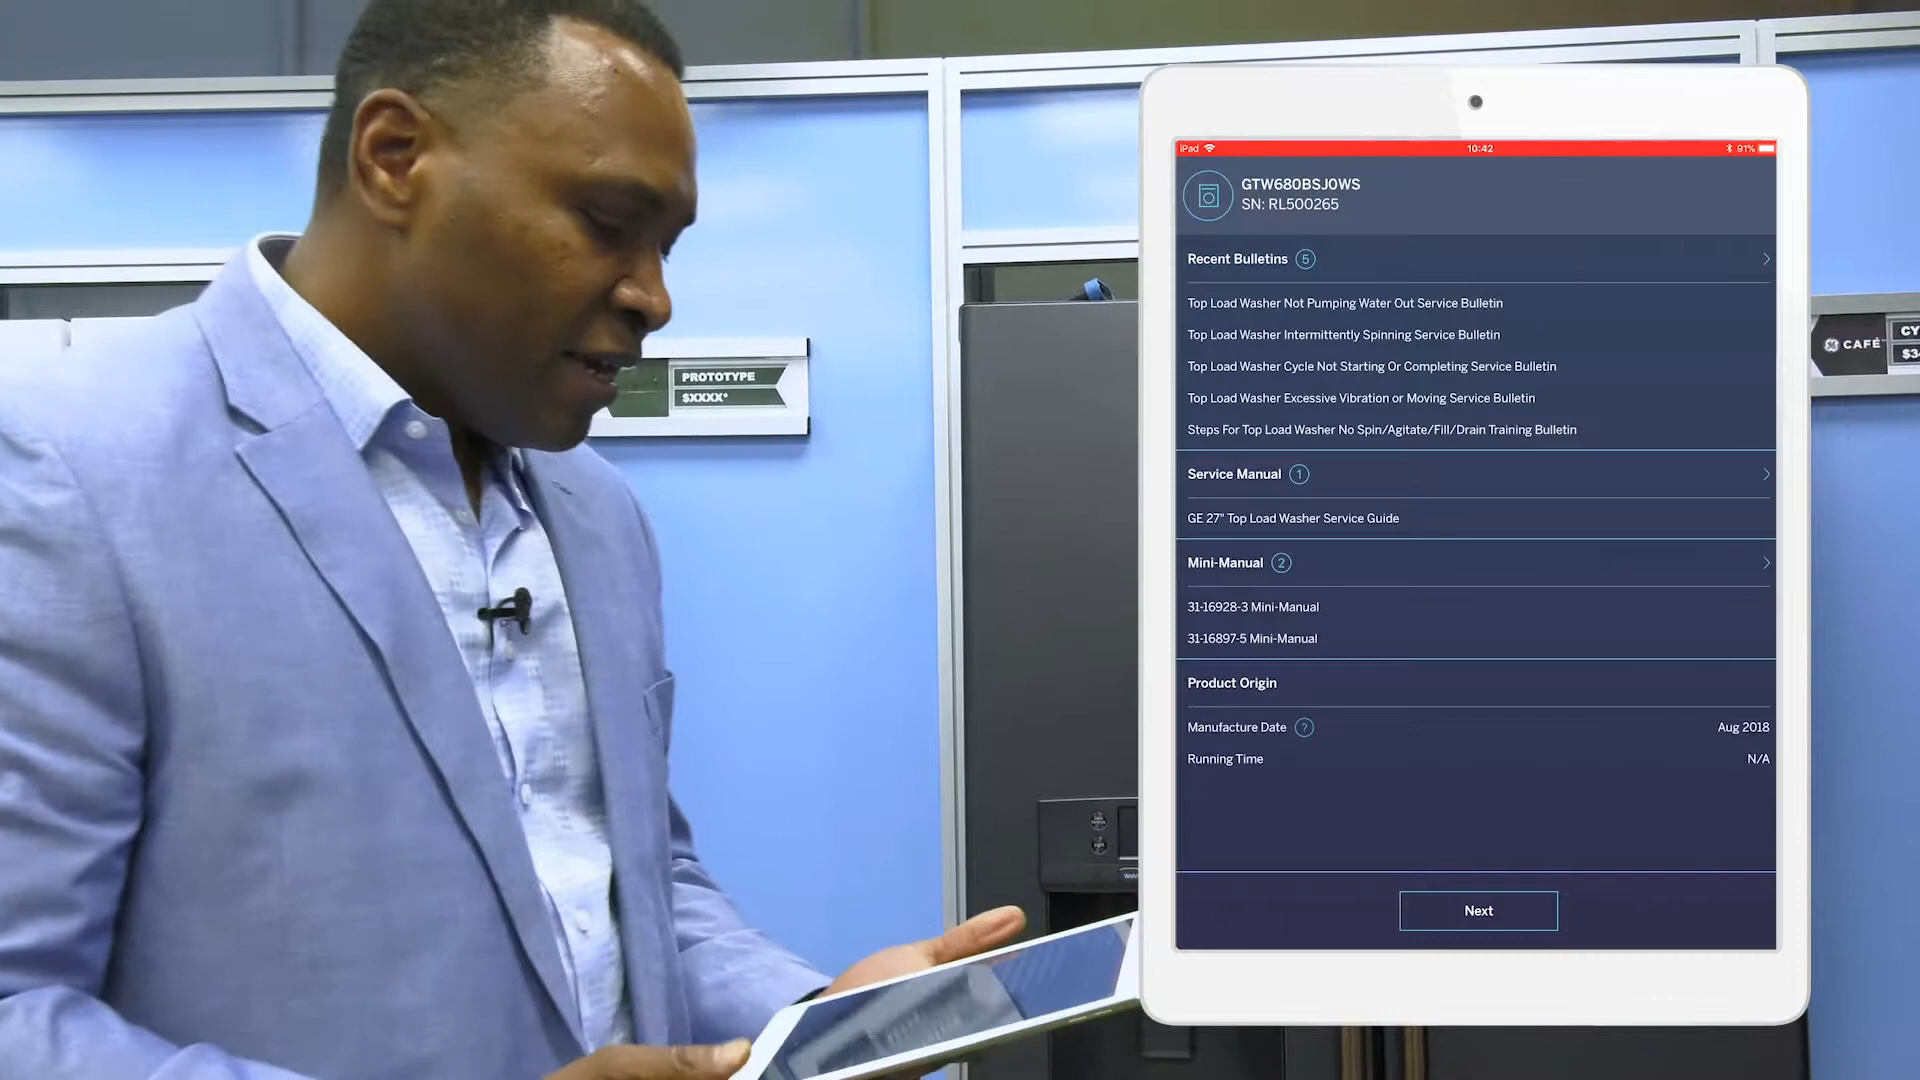 iPad
10:42
91%
GTW680BSJ0WS
SN: RL500265
Recent Bulletins 5
Top Load Washer Not Pumping Water Out Service Bulletin
Top Load Washer Intermittently Spinning Service Bulletin
Top Load Washer Cycle Not Starting Or Completing Service Bulletin
Top Load Washer Excessive Vibration or Moving Service Bulletin
Steps For Top Load Washer No Spin/Agitate/Fill/Drain Training Bulletin
Service Manual 1
GE 27" Top Load Washer Service Guide
Mini-Manual 2
31-16928-3 Mini-Manual
31-16897-5 Mini-Manual
Product Origin
Manufacture Date ?
Aug 2018
Running Time
N/A
Next
PROTOTYPE
$XXXX*
CAFÉ
CY
$3